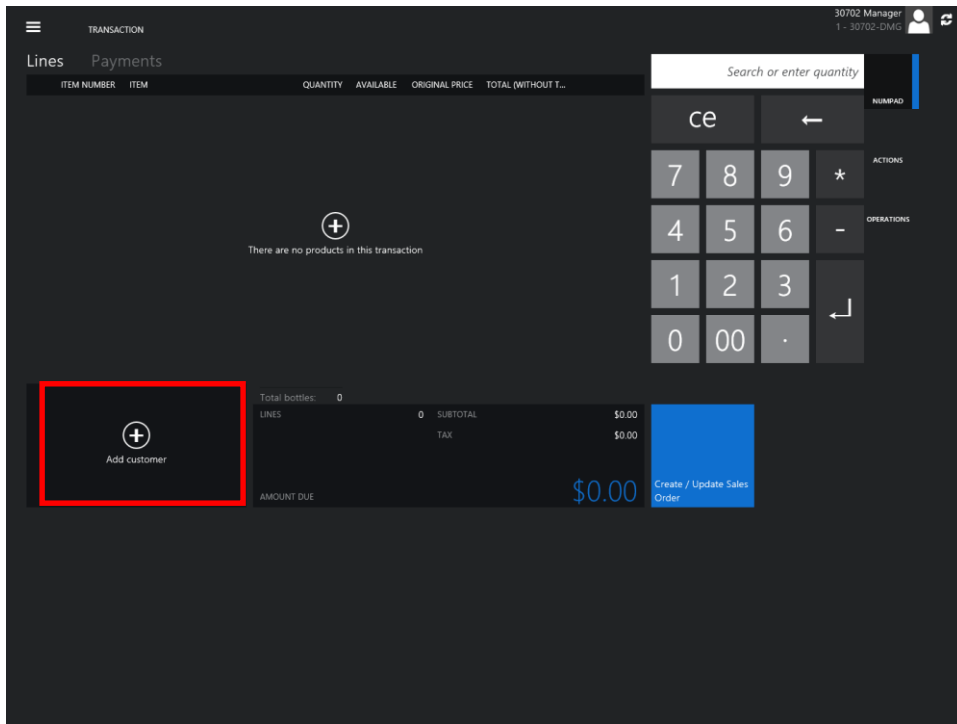 30702 Manager
1 - 30702-DMG
TRANSACTION
Lines Payments
ITEM NUMBER ITEM QUANTITY AVAILABLE ORIGINAL PRICE TOTAL (WITHOUT T...
There are no products in this transaction
Search or enter quantity
ce ←
7 8 9 *
4 5 6 -
1 2 3
0 00 .
NUMPAD
ACTIONS
OPERATIONS
Add customer
Total bottles: 0
LINES 0 SUBTOTAL $0.00
TAX $0.00
AMOUNT DUE $0.00
Create / Update Sales
Order